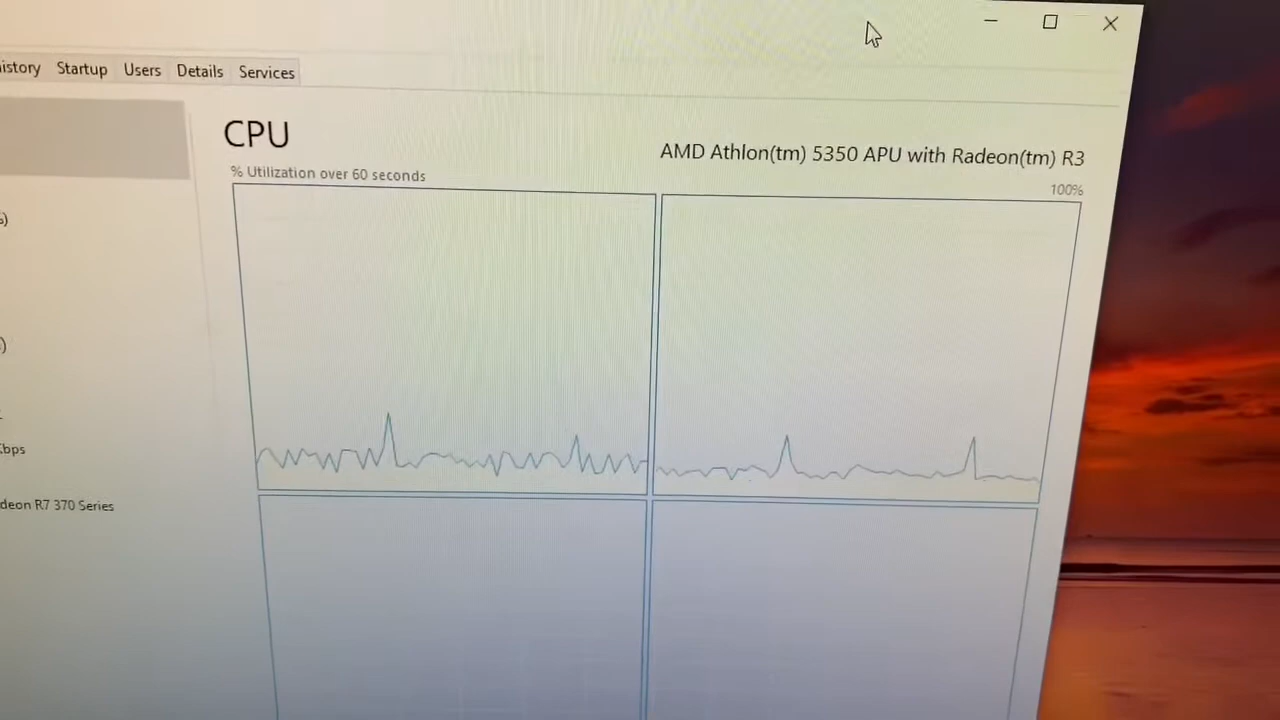 istory Startup Users Details Services
CPU
AMD Athlon(tm) 5350 APU with Radeon(tm) R3
% Utilization over 60 seconds
100%
%)
)
Kbps
deon R7 370 Series